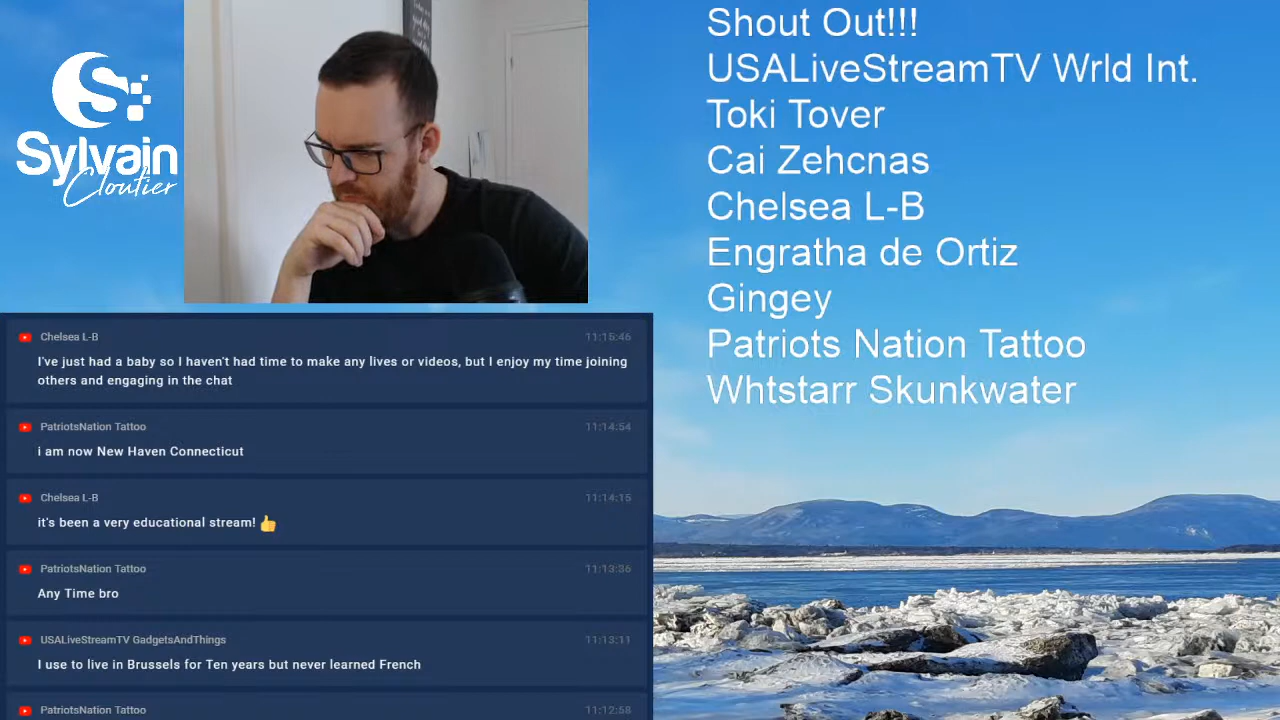 S
Sylvain
Cloutier
Shout Out!!!
USALiveStreamTV Wrld Int.
Toki Tover
Cai Zehcnas
Chelsea L-B
Engratha de Ortiz
Gingey
Patriots Nation Tattoo
Whtstarr Skunkwater
Chelsea L-B 11:15:46
I've just had a baby so I haven't had time to make any lives or videos, but I enjoy my time joining
others and engaging in the chat
PatriotsNation Tattoo 11:14:54
i am now New Haven Connecticut
Chelsea L-B 11:14:15
it's been a very educational stream! 👍
PatriotsNation Tattoo 11:13:36
Any Time bro
USALiveStreamTV GadgetsAndThings 11:13:11
I use to live in Brussels for Ten years but never learned French
PatriotsNation Tattoo 11:12:58